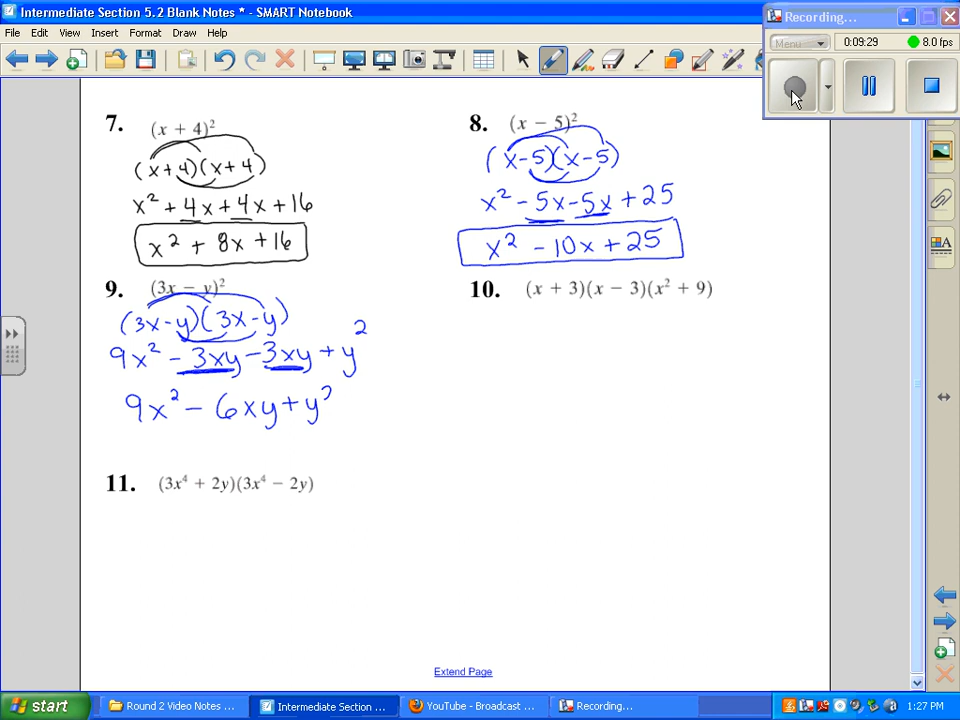 Intermediate Section 5.2 Blank Notes * - SMART Notebook
Recording...
File Edit View Insert Format Draw Help
Menu
0:09:29
8.0 fps
7. (x + 4)²
(x+4)(x+4)
x² + 4x + 4x + 16
x² + 8x + 16
8. (x − 5)²
(x-5)(x-5)
x² - 5x - 5x + 25
x² - 10x + 25
9. (3x − y)²
(3x-y)(3x-y)
9x² - 3xy - 3xy + y²
9x² - 6xy + y²
10. (x + 3)(x − 3)(x² + 9)
11. (3x⁴ + 2y)(3x⁴ − 2y)
Extend Page
start
Round 2 Video Notes ...
Intermediate Section ...
YouTube - Broadcast ...
Recording...
1:27 PM